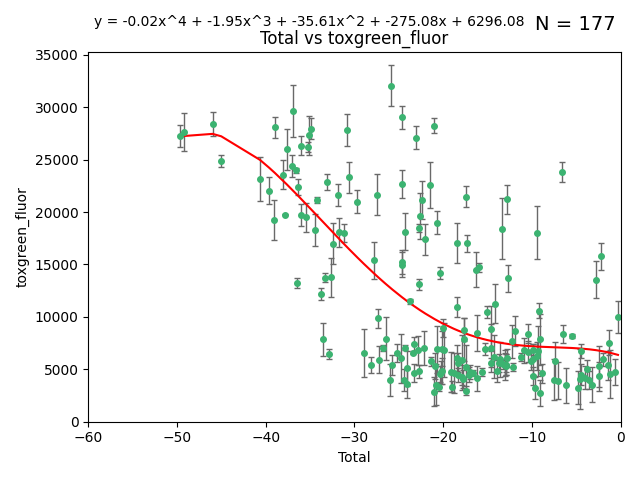 y = -0.02x^4 + -1.95x^3 + -35.61x^2 + -275.08x + 6296.08 N = 177
Total vs toxgreen_fluor
35000
30000
25000
20000
15000
10000
5000
0
toxgreen_fluor
−60 −50 −40 −30 −20 −10 0
Total